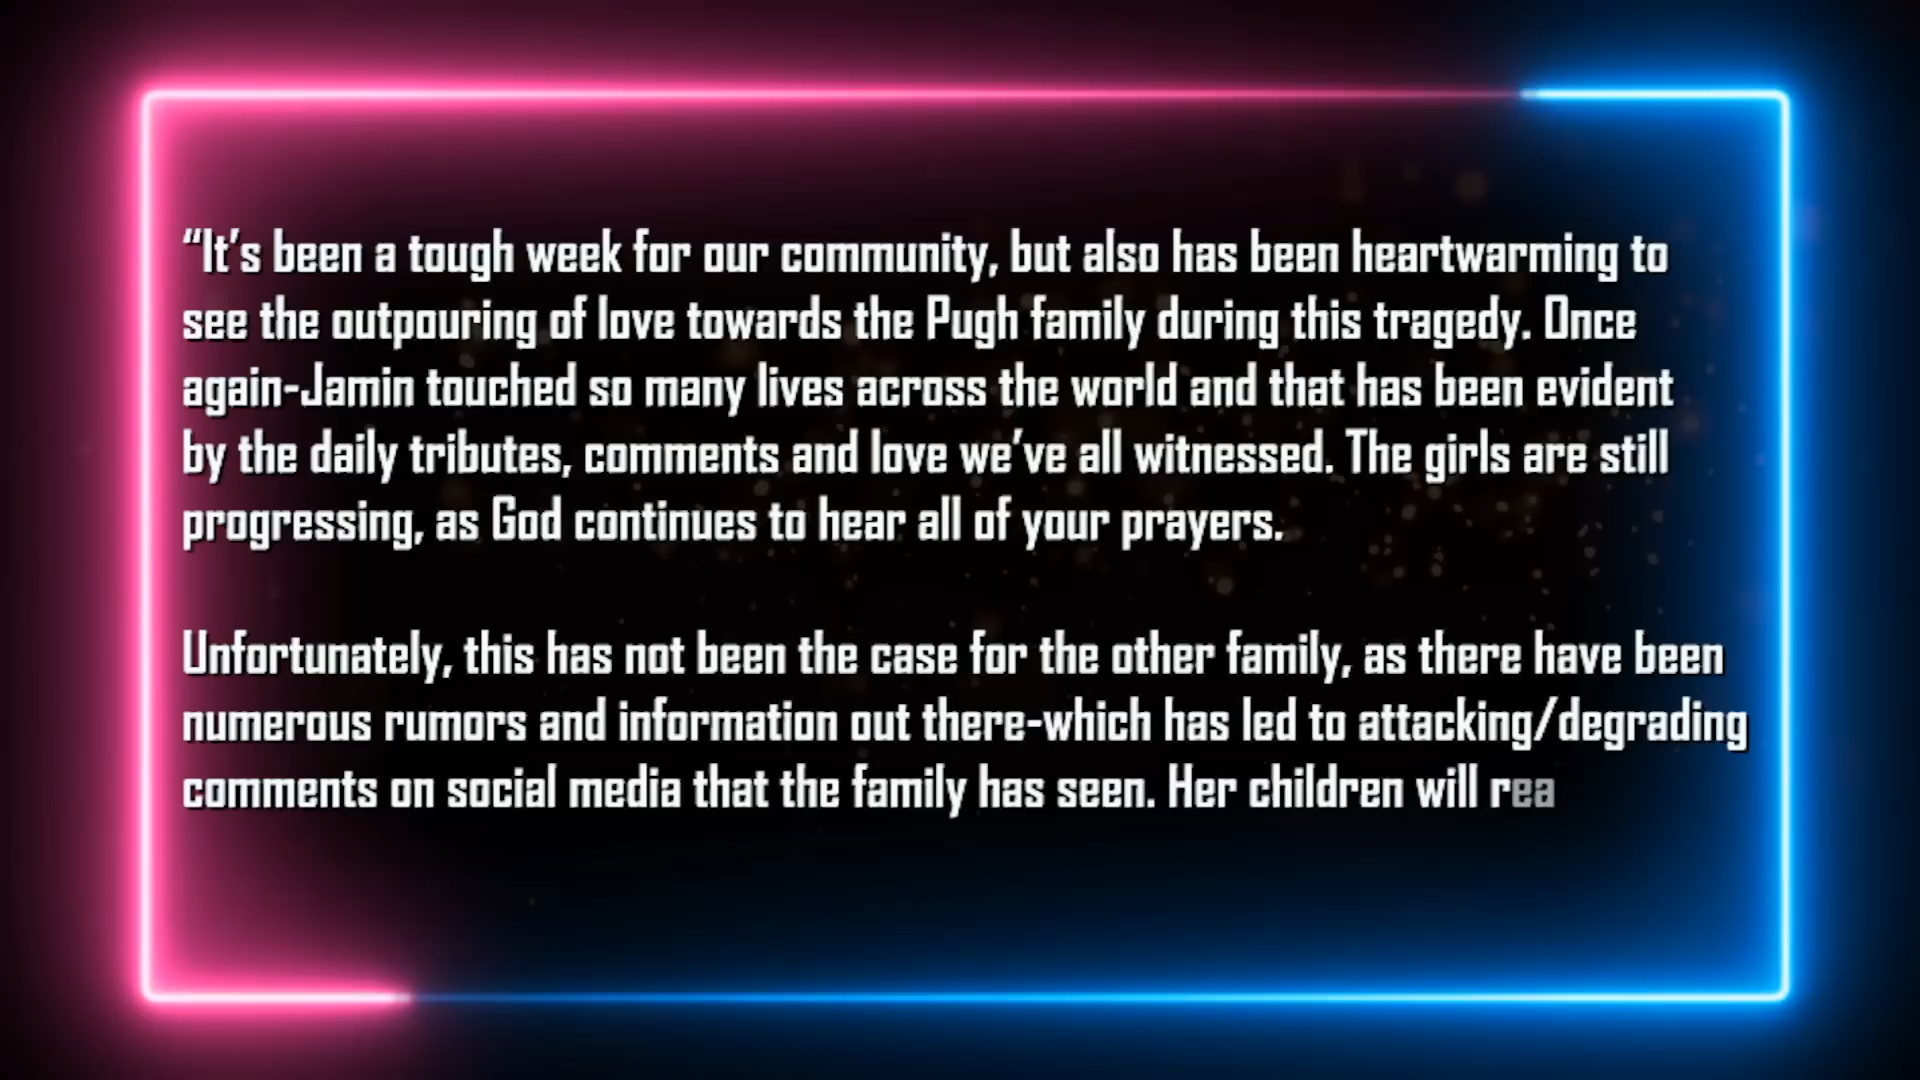 “It’s been a tough week for our community, but also has been heartwarming to
see the outpouring of love towards the Pugh family during this tragedy. Once
again-Jamin touched so many lives across the world and that has been evident
by the daily tributes, comments and love we’ve all witnessed. The girls are still
progressing, as God continues to hear all of your prayers.
Unfortunately, this has not been the case for the other family, as there have been
numerous rumors and information out there-which has led to attacking/degrading
comments on social media that the family has seen. Her children will rea